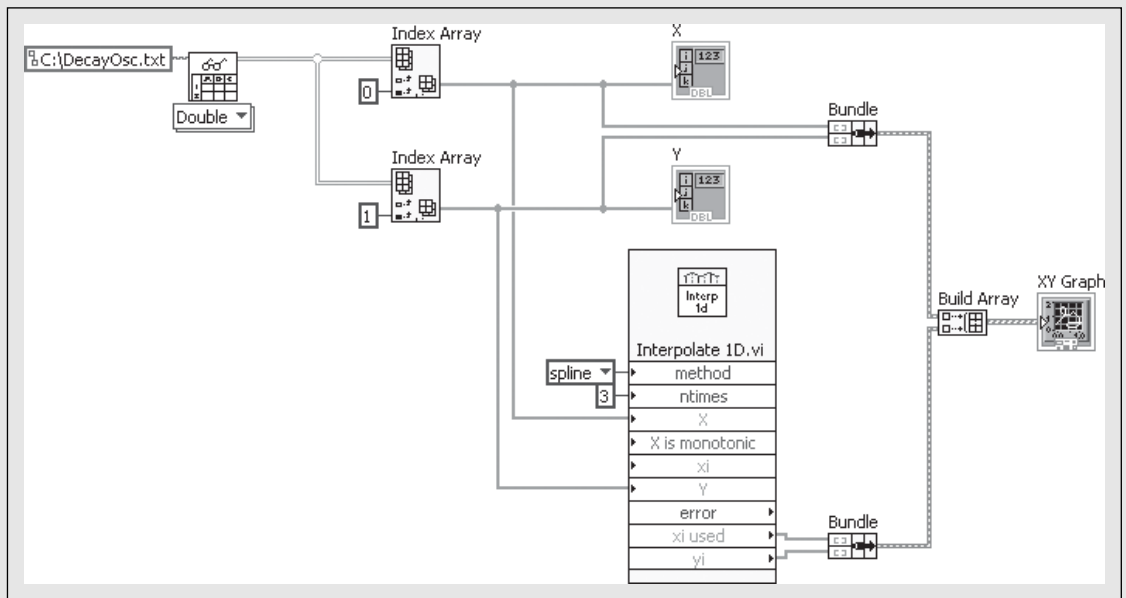 Index Array
C:\DecayOsc.txt
0
Double
X
123
i
j
k
DBL
Bundle
Index Array
1
Y
123
i
j
k
DBL
Interp
1d
Interpolate 1D.vi
spline
method
3
ntimes
X
X is monotonic
xi
Y
error
xi used
yi
Bundle
Build Array
XY Graph